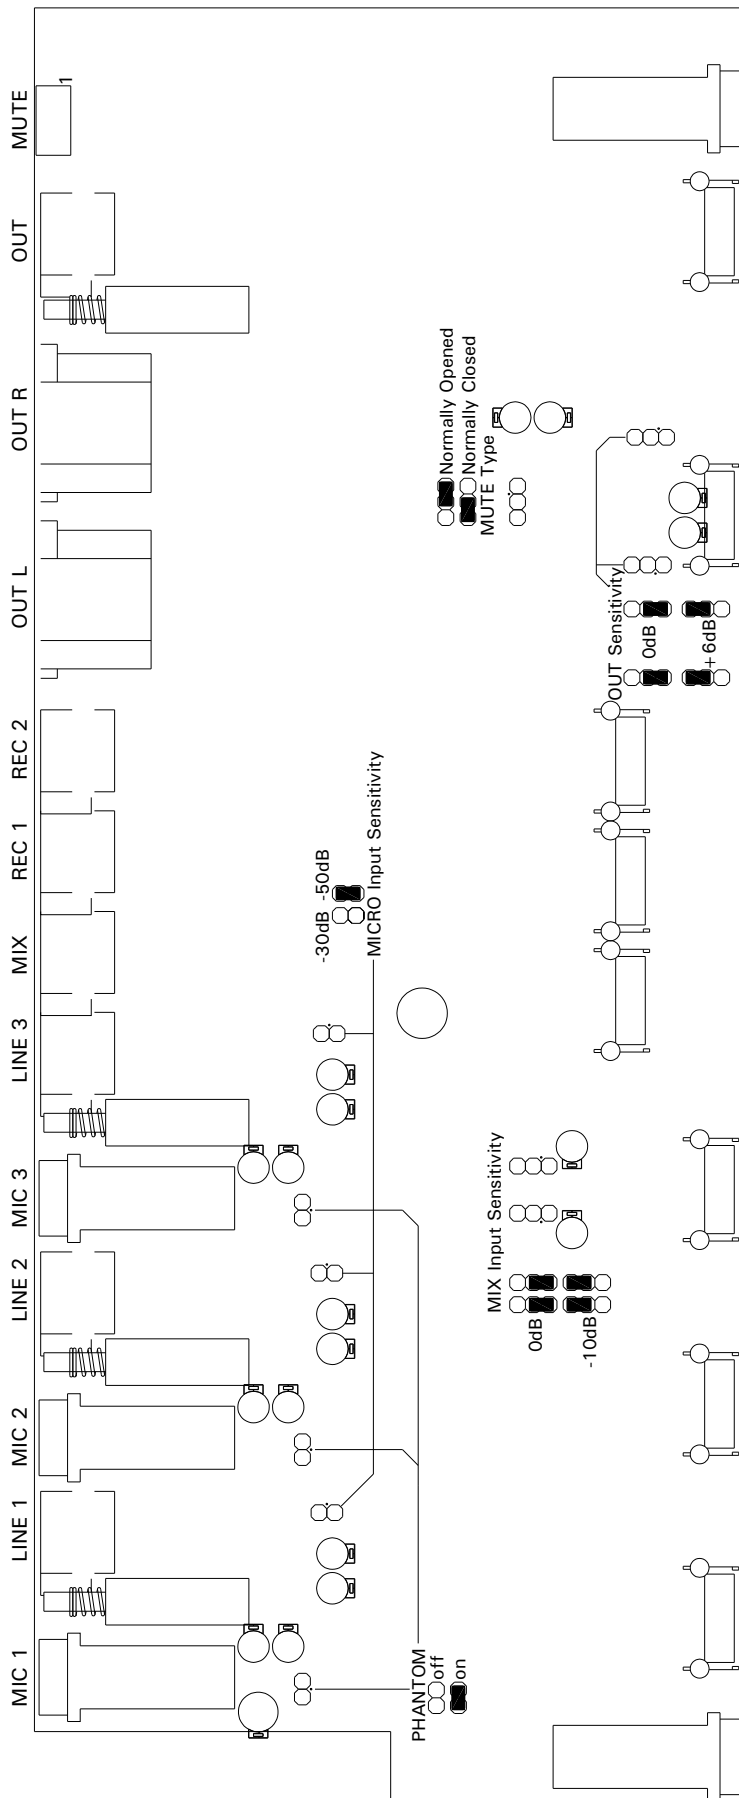 MUTE
1
OUT
OUT R
OUT L
REC 2
REC 1
MIX
LINE 3
MIC 3
LINE 2
MIC 2
LINE 1
MIC 1
Normally Opened
Normally Closed
MUTE Type
OUT Sensitivity
0dB
+6dB
-30dB -50dB
MICRO Input Sensitivity
MIX Input Sensitivity
0dB
-10dB
PHANTOM
off
on